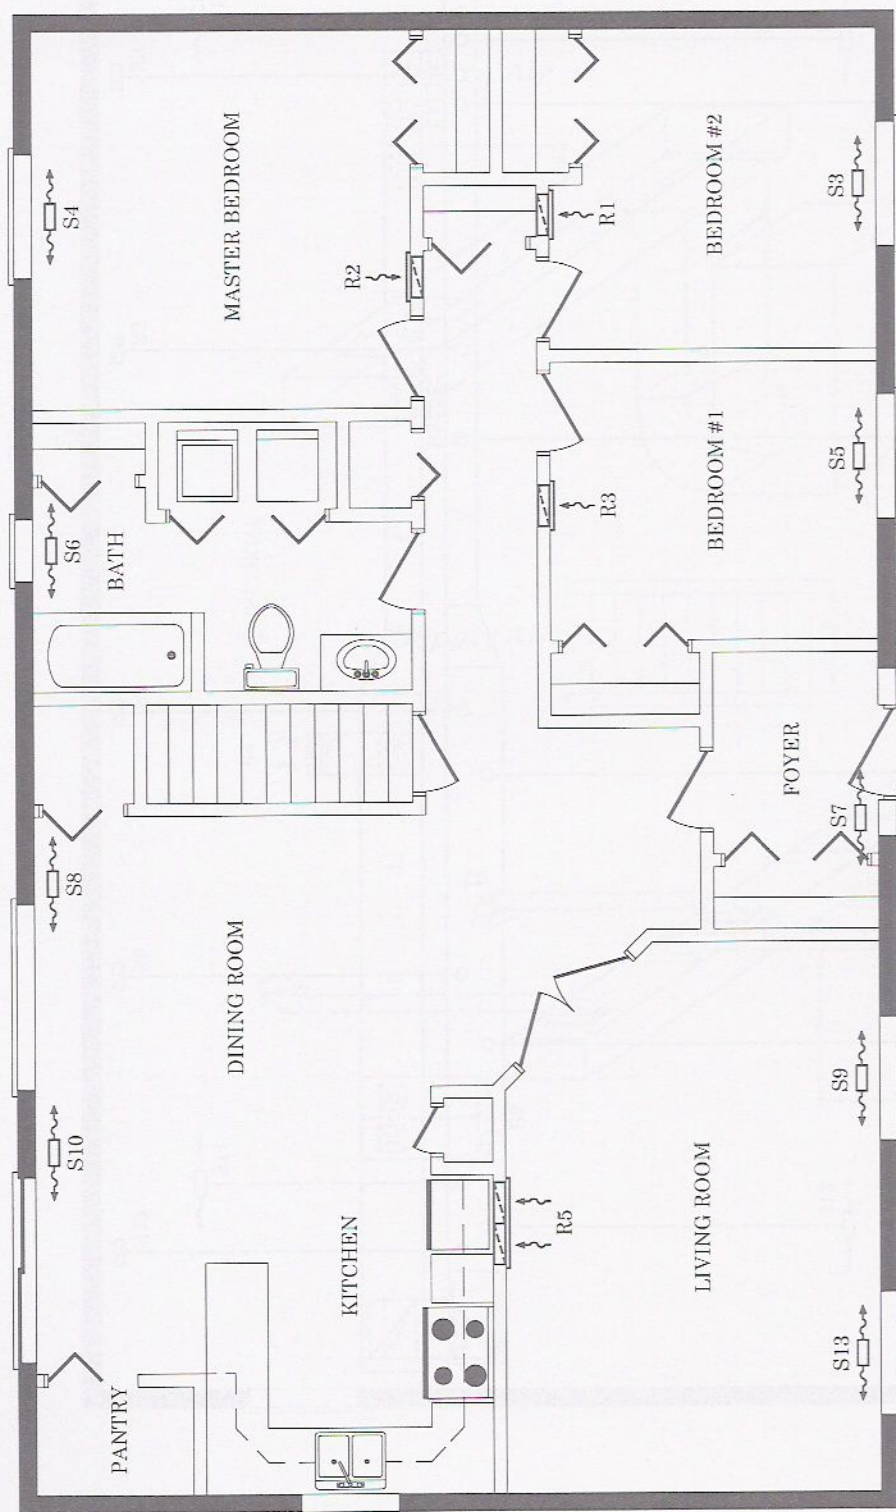 S4
MASTER BEDROOM
R2
R1
BEDROOM #2
S3
S6
BATH
R3
BEDROOM #1
S5
S8
DINING ROOM
FOYER
S7
S10
KITCHEN
R5
LIVING ROOM
S9
PANTRY
S13